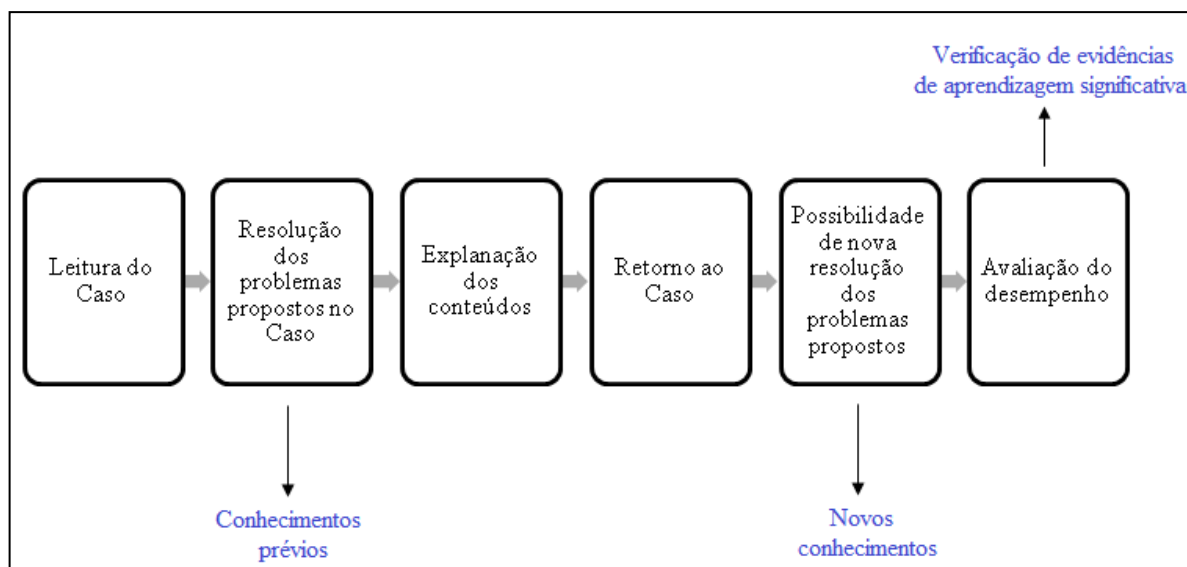 Verificação de evidências
de aprendizagem significativa
Leitura do
Caso
Resolução
dos
problemas
propostos no
Caso
Explanação
dos
conteúdos
Retorno ao
Caso
Possibilidade
de nova
resolução
dos
problemas
propostos
Avaliação do
desempenho
Conhecimentos
prévios
Novos
conhecimentos